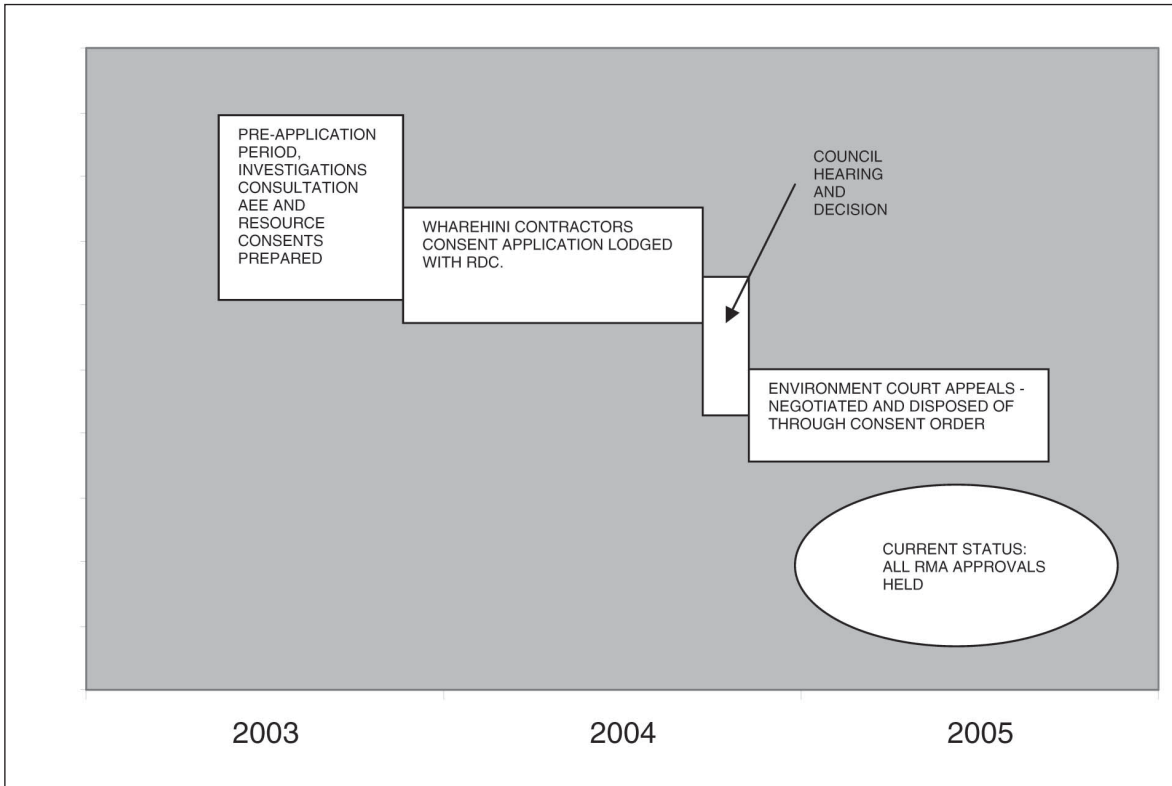 PRE-APPLICATION
PERIOD,
INVESTIGATIONS
CONSULTATION
AEE AND
RESOURCE
CONSENTS
PREPARED
WHAREHINI CONTRACTORS
CONSENT APPLICATION LODGED
WITH RDC.
COUNCIL
HEARING
AND
DECISION
ENVIRONMENT COURT APPEALS -
NEGOTIATED AND DISPOSED OF
THROUGH CONSENT ORDER
CURRENT STATUS:
ALL RMA APPROVALS
HELD
2003
2004
2005